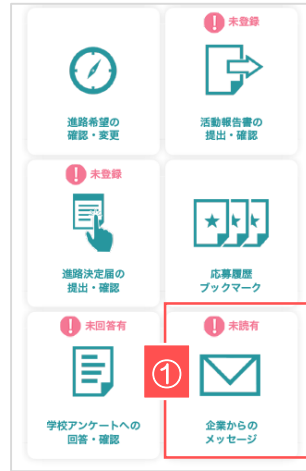 未登録
進路希望の
確認・変更
活動報告書の
提出・確認
未登録
進路決定届の
提出・確認
応募履歴
ブックマーク
未回答有
未読有
①
学校アンケートへの
回答・確認
企業からの
メッセージ